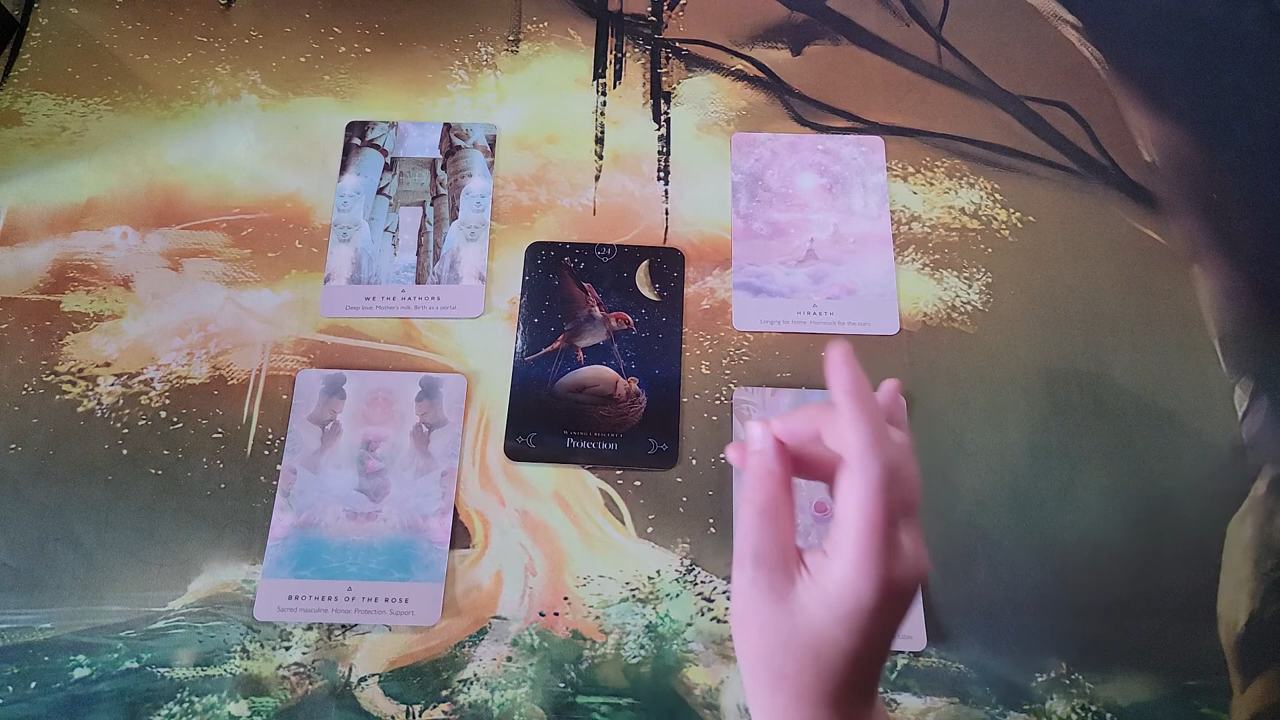 WE THE HATHORS
Deep love. Mother's milk. Birth as a portal.
HIRAETH
Longing for home. Homesick for the stars.
24
WANING CRESCENT
Protection
BROTHERS OF THE ROSE
Sacred masculine. Honor. Protection. Support.